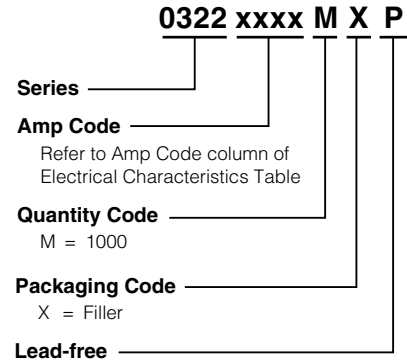 0322 xxxx M X P
Series
Amp Code
Refer to Amp Code column of
Electrical Characteristics Table
Quantity Code
M = 1000
Packaging Code
X = Filler
Lead-free